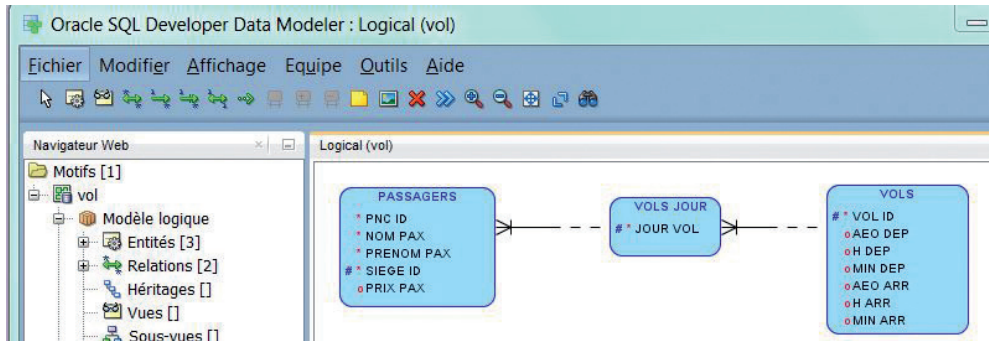 Oracle SQL Developer Data Modeler : Logical (vol)
Fichier Modifier Affichage Equipe Outils Aide
Navigateur Web
Logical (vol)
Motifs [1]
vol
Modèle logique
Entités [3]
Relations [2]
Héritages []
Vues []
Sous-vues []
PASSAGERS
* PNC ID
* NOM PAX
* PRENOM PAX
# * SIEGE ID
o PRIX PAX
VOLS JOUR
# * JOUR VOL
VOLS
# * VOL ID
o AEO DEP
o H DEP
o MIN DEP
o AEO ARR
o H ARR
o MIN ARR